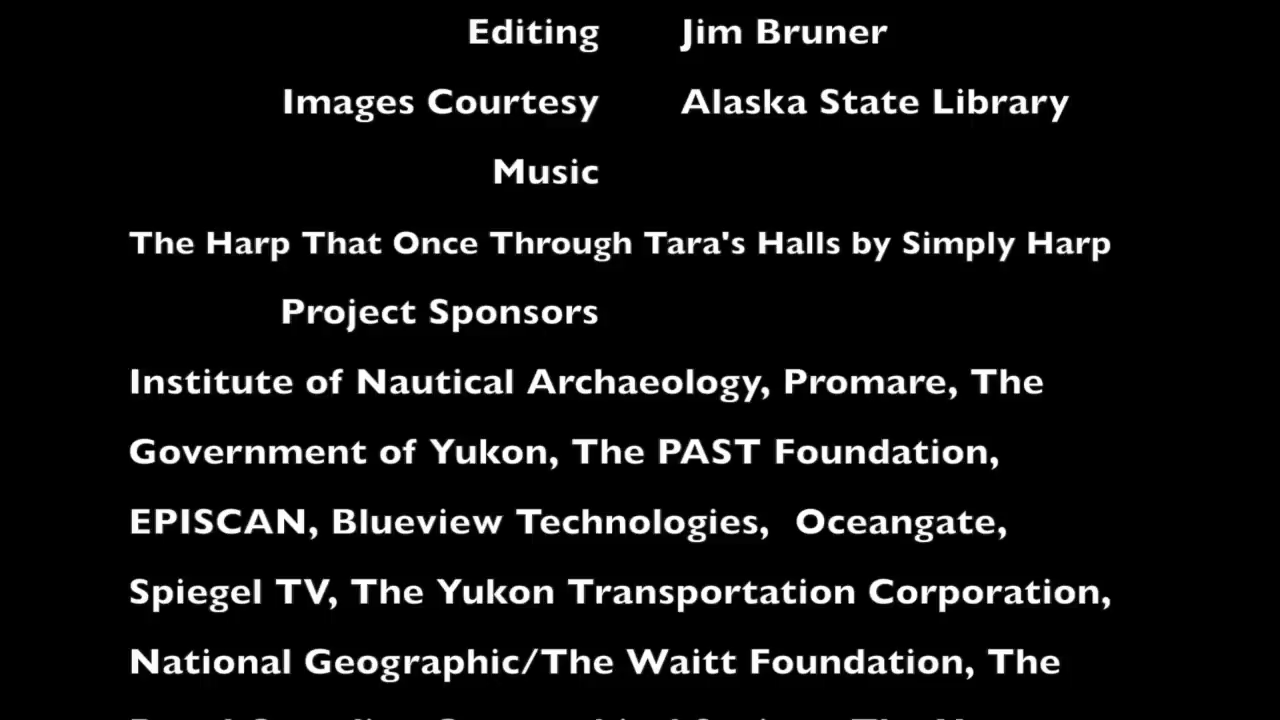 Editing Jim Bruner
Images Courtesy Alaska State Library
Music
The Harp That Once Through Tara's Halls by Simply Harp
Project Sponsors
Institute of Nautical Archaeology, Promare, The
Government of Yukon, The PAST Foundation,
EPISCAN, Blueview Technologies, Oceangate,
Spiegel TV, The Yukon Transportation Corporation,
National Geographic/The Waitt Foundation, The